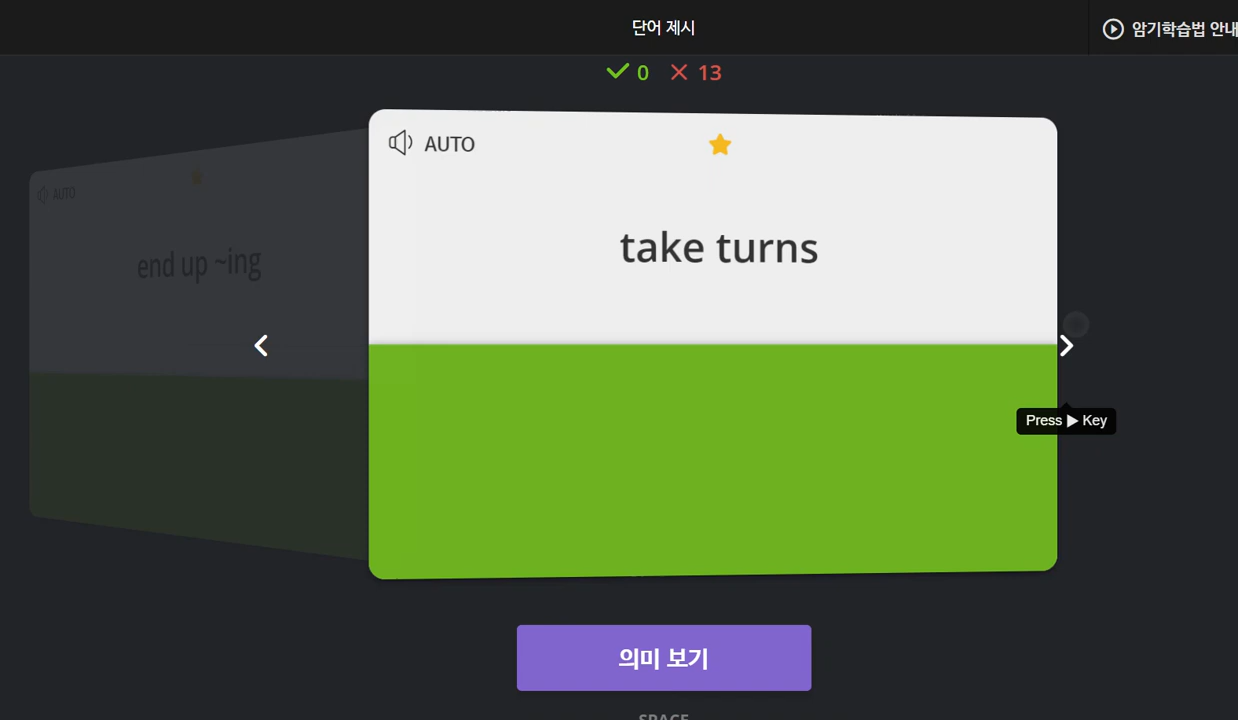 단어 제시
암기학습법 안내
0 13
AUTO
take turns
AUTO
end up ~ing
Press ▶ Key
의미 보기
SPACE